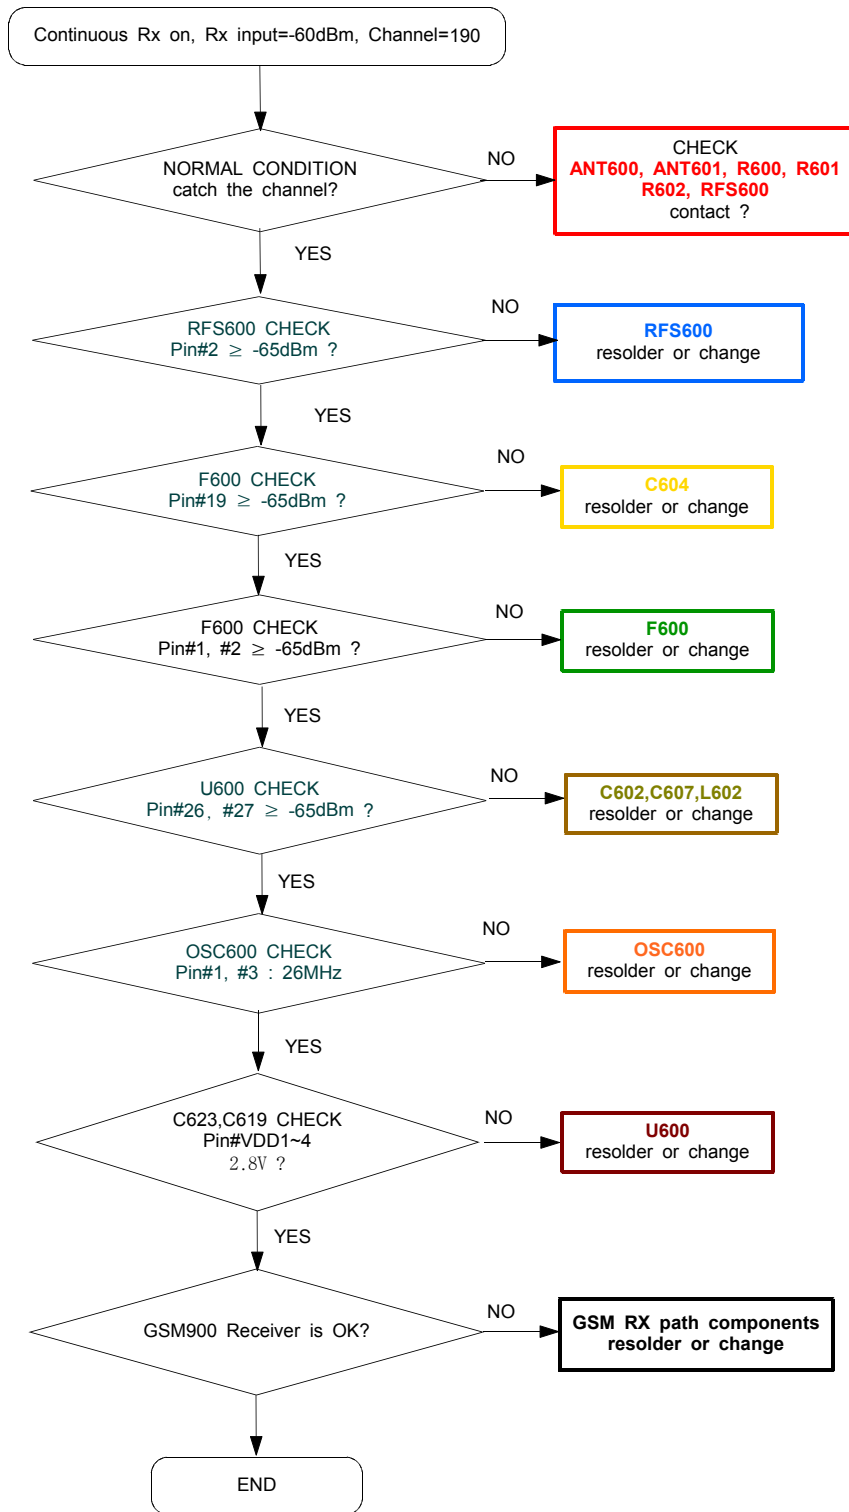 Continuous Rx on, Rx input=-60dBm, Channel=190
NORMAL CONDITION
catch the channel?
NO
CHECK
ANT600, ANT601, R600, R601
R602, RFS600
contact ?
YES
RFS600 CHECK
Pin#2 ≥ -65dBm ?
NO
RFS600
resolder or change
YES
F600 CHECK
Pin#19 ≥ -65dBm ?
NO
C604
resolder or change
YES
F600 CHECK
Pin#1, #2 ≥ -65dBm ?
NO
F600
resolder or change
YES
U600 CHECK
Pin#26, #27 ≥ -65dBm ?
NO
C602,C607,L602
resolder or change
YES
OSC600 CHECK
Pin#1, #3 : 26MHz
NO
OSC600
resolder or change
YES
C623,C619 CHECK
Pin#VDD1~4
2.8V ?
NO
U600
resolder or change
YES
GSM900 Receiver is OK?
NO
GSM RX path components
resolder or change
END